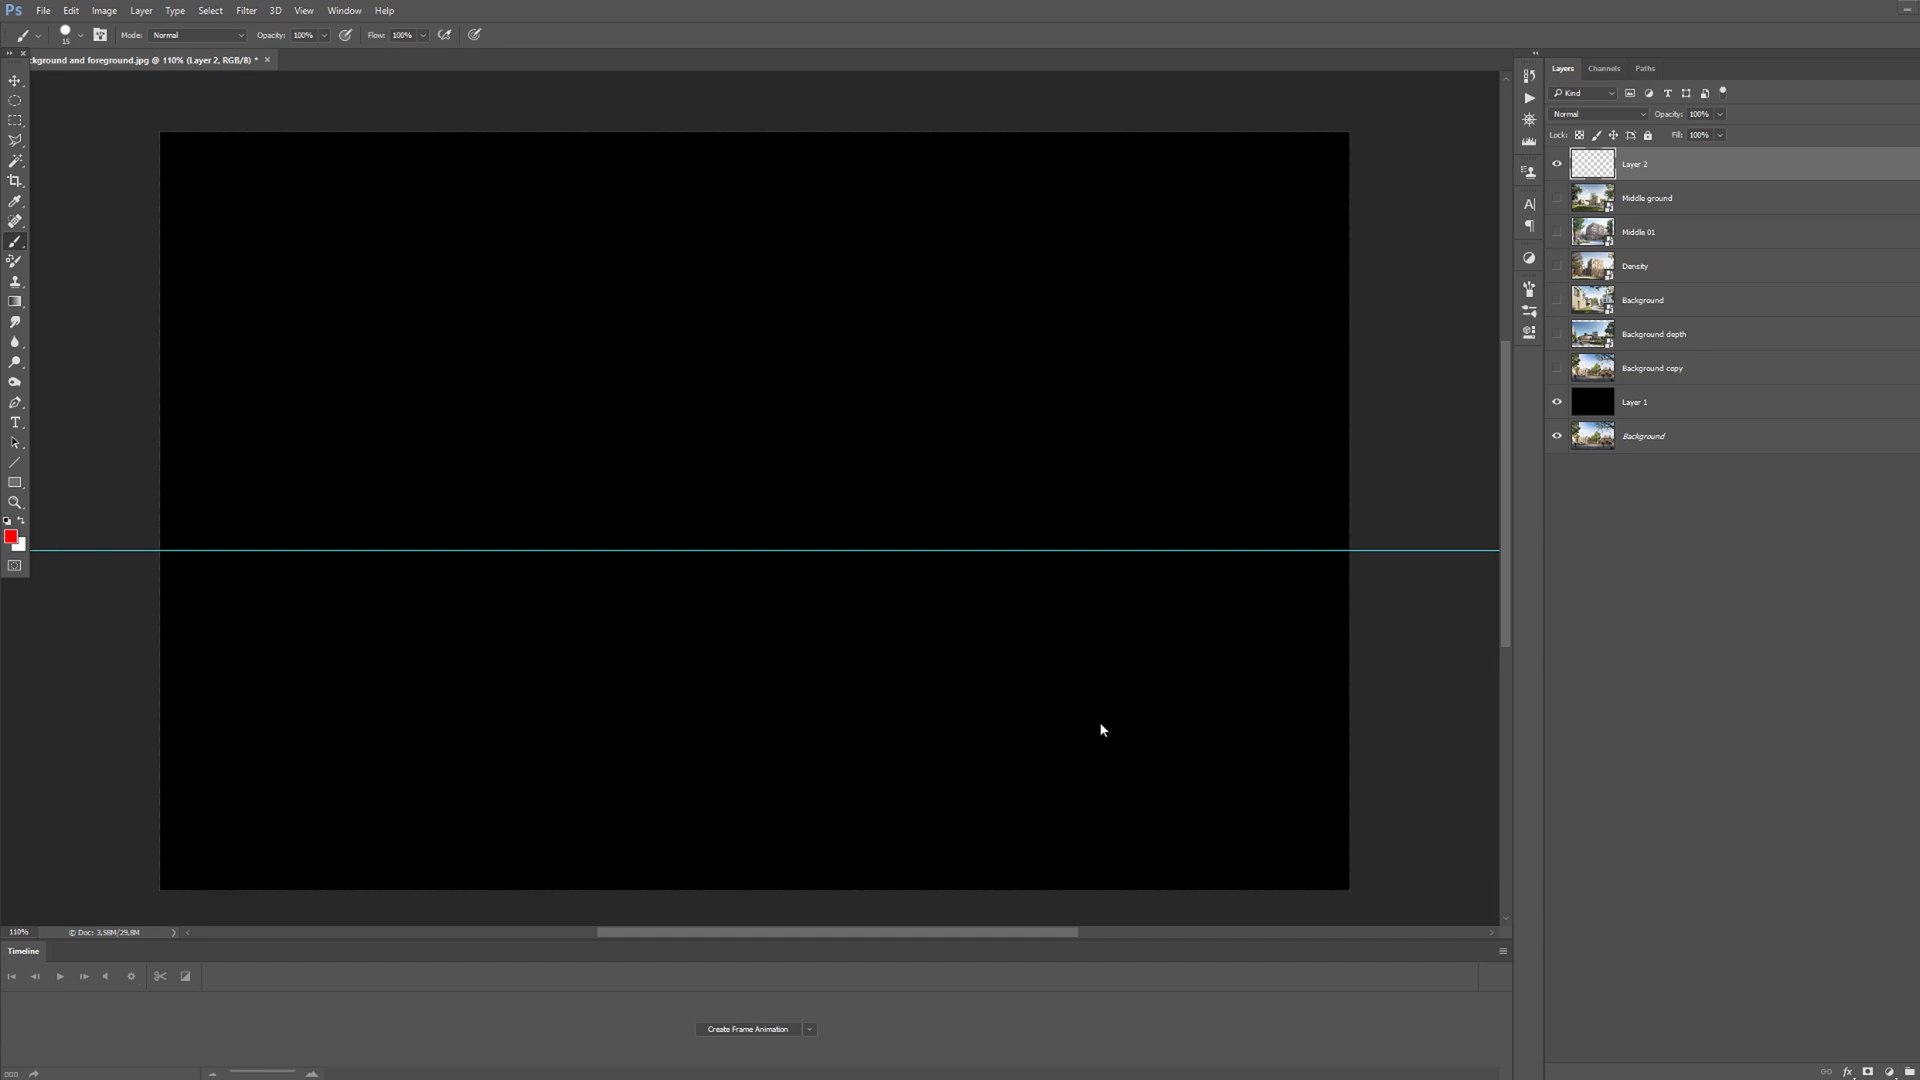 Ps File Edit Image Layer Type Select Filter 3D View Window Help
15 Mode: Normal Opacity: 100% Flow: 100%
kground and foreground.jpg @ 110% (Layer 2, RGB/8) * ×
Layers Channels Paths
Kind
Normal Opacity: 100%
Lock: Fill: 100%
Layer 2
Middle ground
Middle 01
Density
Background
Background depth
Background copy
Layer 1
Background
110% © Doc: 3,58M/29,8M
Timeline
Create Frame Animation